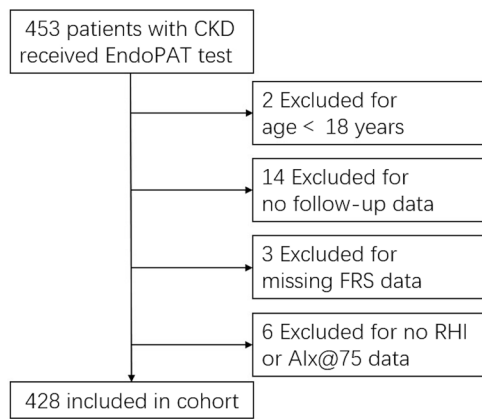 453 patients with CKD
received EndoPAT test
2 Excluded for
age < 18 years
14 Excluded for
no follow-up data
3 Excluded for
missing FRS data
6 Excluded for no RHI
or AIx@75 data
428 included in cohort